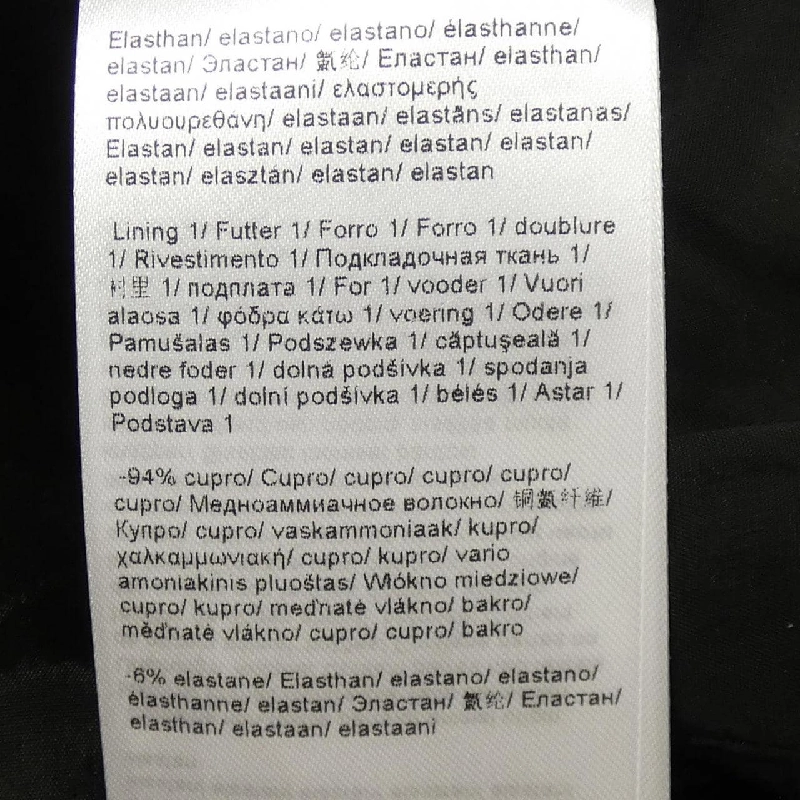 Elasthan/ elastano/ elastano/ élasthanne/
elastan/ Эластан/ 氨纶/ Еластан/ elasthan/
elastaan/ elastaani/ ελαστομερής
πολυουρεθάνη/ elastaan/ elastāns/ elastanas/
Elastan/ elastan/ elastan/ elastan/ elastan/
elastan/ elasztán/ elastan/ elastan
Lining 1/ Futter 1/ Forro 1/ Forro 1/ doublure
1/ Rivestimento 1/ Подкладочная ткань 1/
衬里 1/ подплата 1/ For 1/ vooder 1/ Vuori
alaosa 1/ φόδρα κάτω 1/ voering 1/ Odere 1/
Pamušalas 1/ Podszewka 1/ căptuşeală 1/
nedre foder 1/ dolná podšívka 1/ spodanja
podloga 1/ dolní podšívka 1/ bélés 1/ Astar 1/
Podstava 1
-94% cupro/ Cupro/ cupro/ cupro/ cupro/
cupro/ Медноаммиачное волокно/ 铜氨纤维/
Купро/ cupro/ vaskammoniaak/ kupro/
χαλκαμμωνιακή/ cupro/ kupro/ vario
amoniakinis pluoštas/ Włókno miedziowe/
cupro/ kupro/ meďnaté vlákno/ bakro/
měďnaté vlákno/ cupro/ cupro/ bakro
-6% elastane/ Elasthan/ elastano/ elastano/
élasthanne/ elastan/ Эластан/ 氨纶/ Еластан/
elasthan/ elastaan/ elastaani